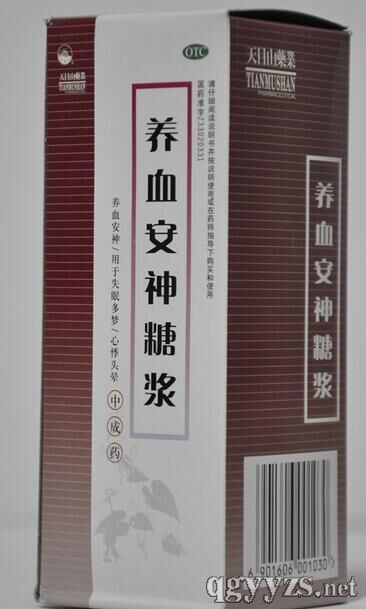 天目山藥業
TIANMUSHAN
PHARMACEUTICAL
OTC
请仔细阅读说明书并按说明使用或在药师指导下购买和使用
国药准字Z33020331
养血安神糖浆
养血安神/用于失眠多梦/心悸头晕
中成药
天目山藥業
TIANMUSHAN
PHARMACEUTICAL
养血安神糖浆
6 901606 001030
qgyyzs.net